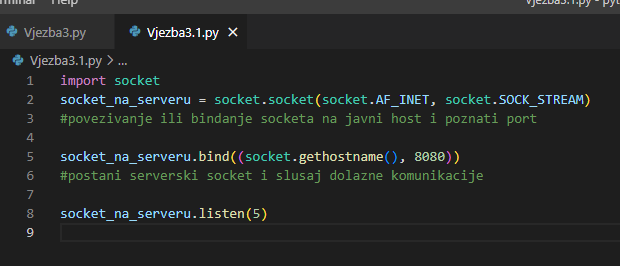 rminal Help
Vjezba3.1.py - pyt
Vjezba3.py Vjezba3.1.py ×
Vjezba3.1.py > ...
1 import socket
2 socket_na_serveru = socket.socket(socket.AF_INET, socket.SOCK_STREAM)
3 #povezivanje ili bindanje socketa na javni host i poznati port
4
5 socket_na_serveru.bind((socket.gethostname(), 8080))
6 #postani serverski socket i slusaj dolazne komunikacije
7
8 socket_na_serveru.listen(5)
9